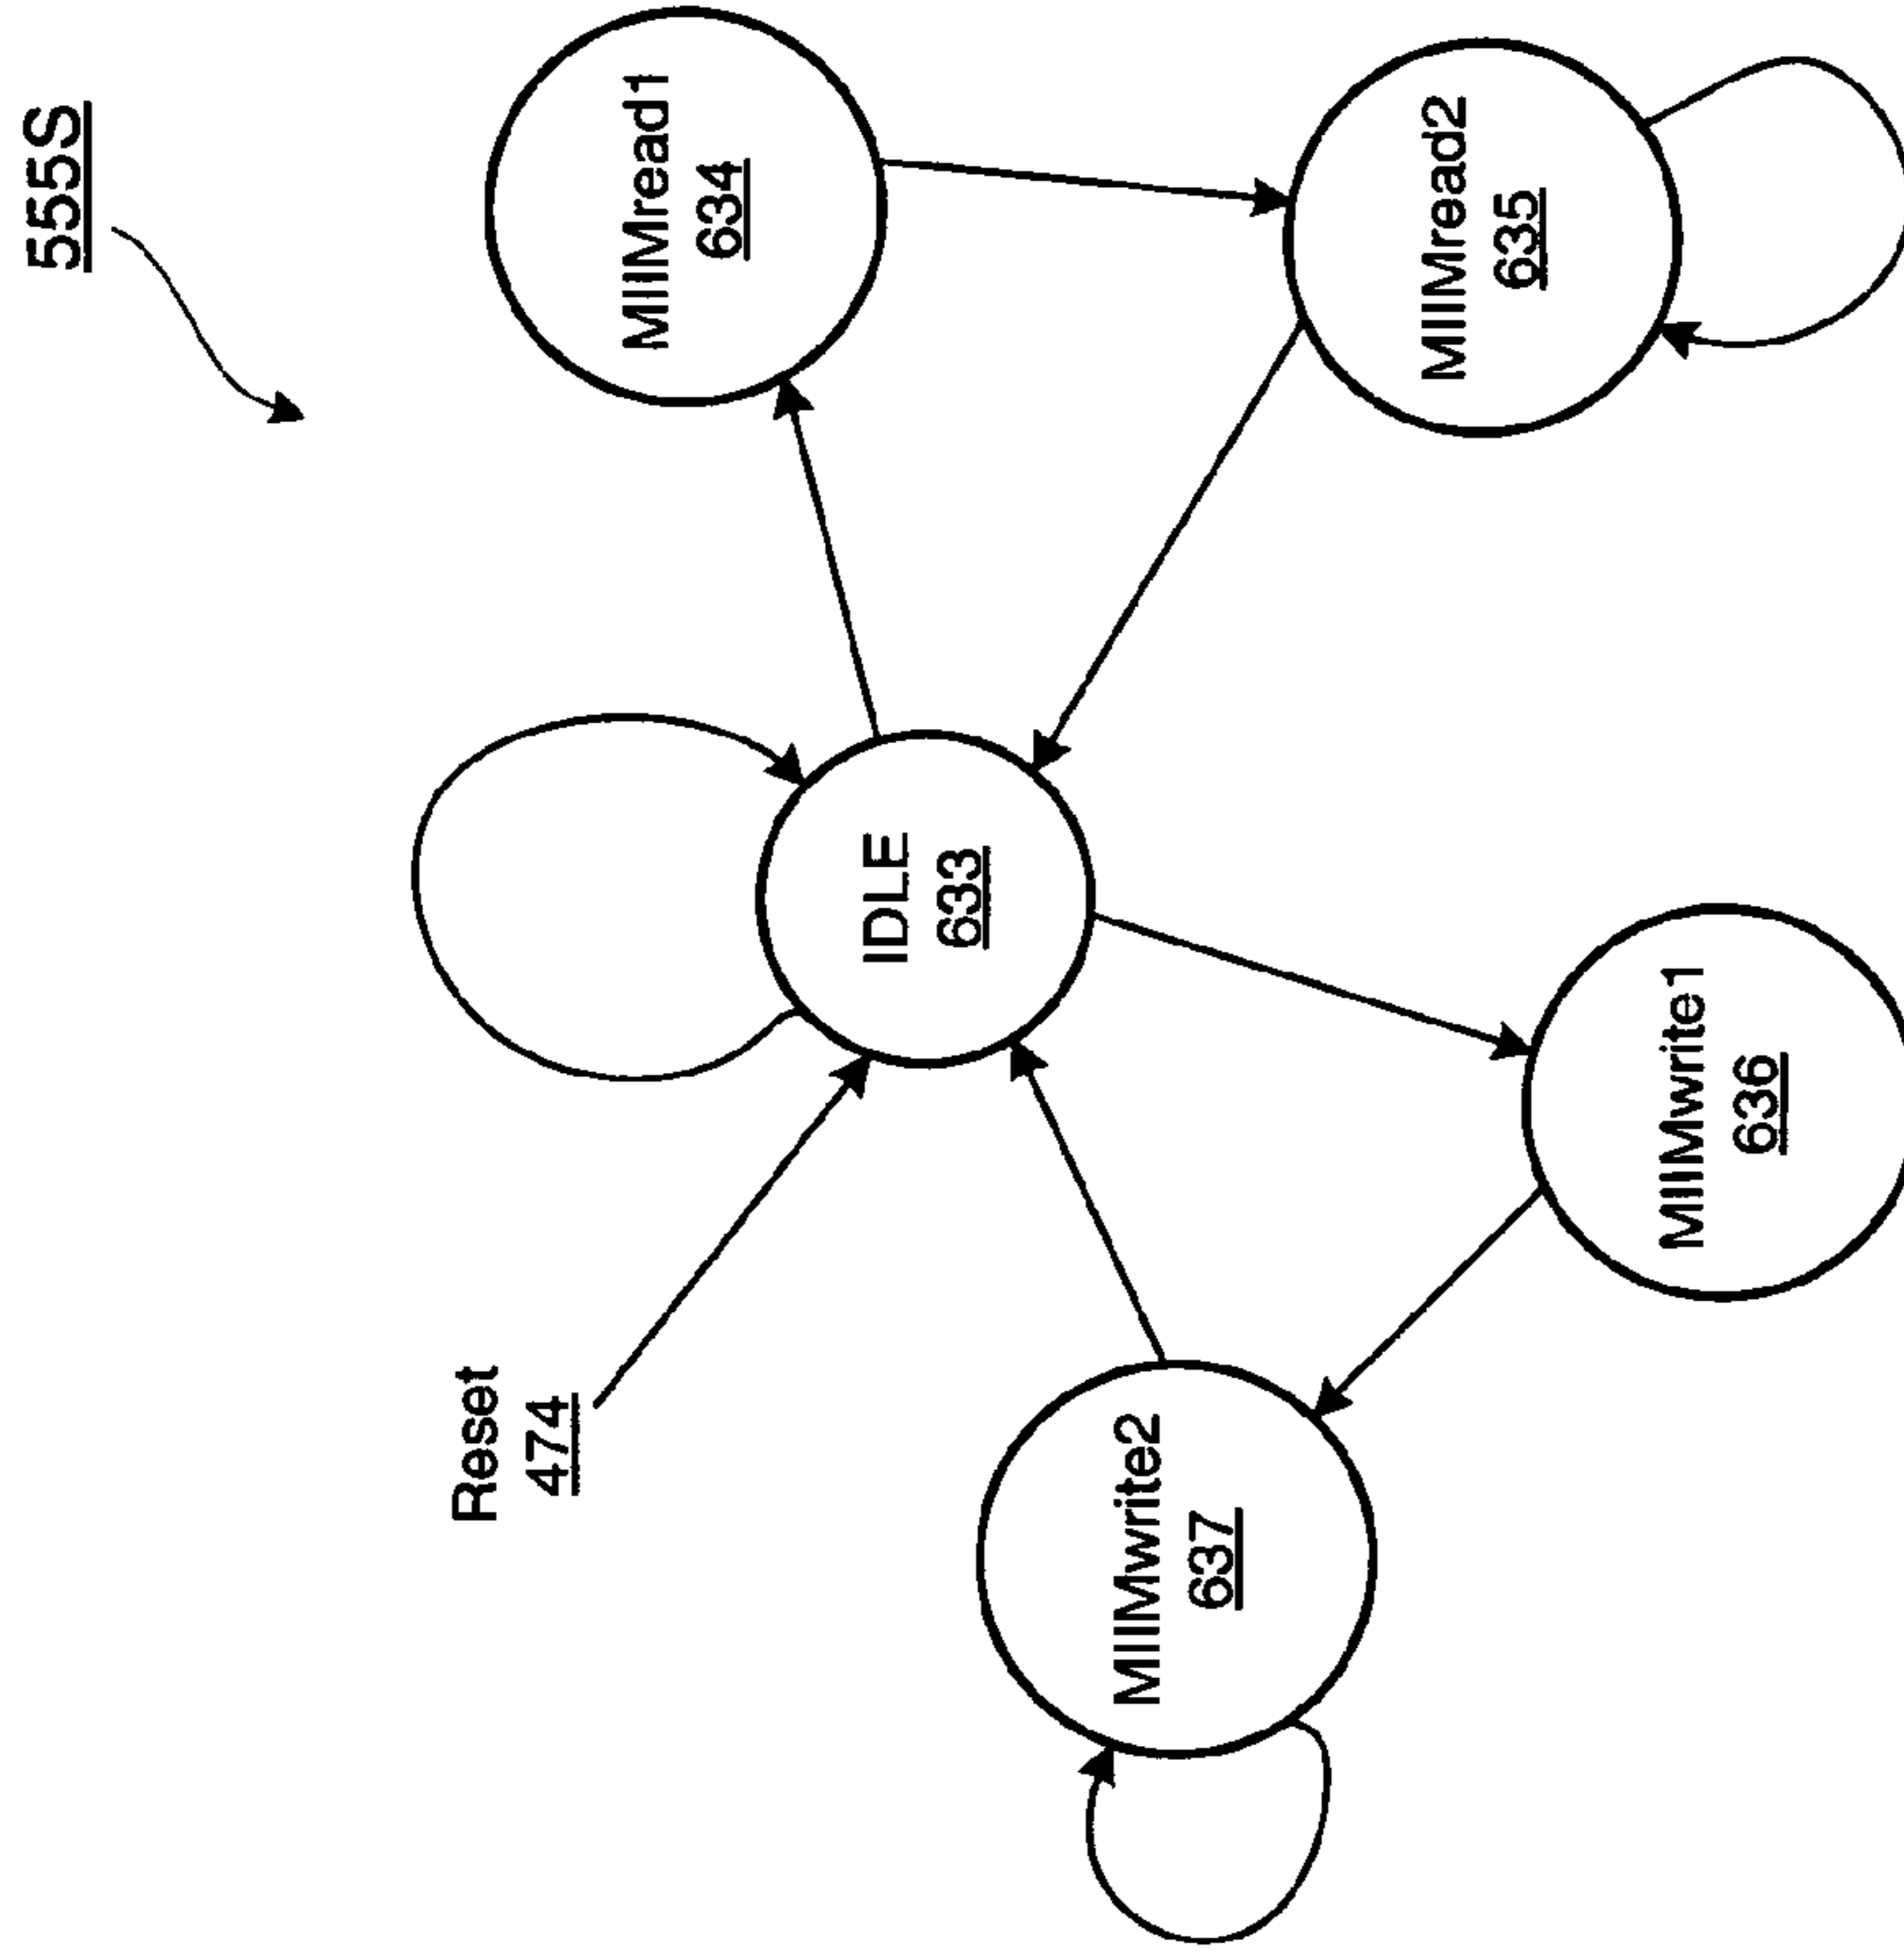 555S
Reset
474
MIIMread1
634
IDLE
633
MIIMwrite2
637
MIIMread2
635
MIIMwrite1
636